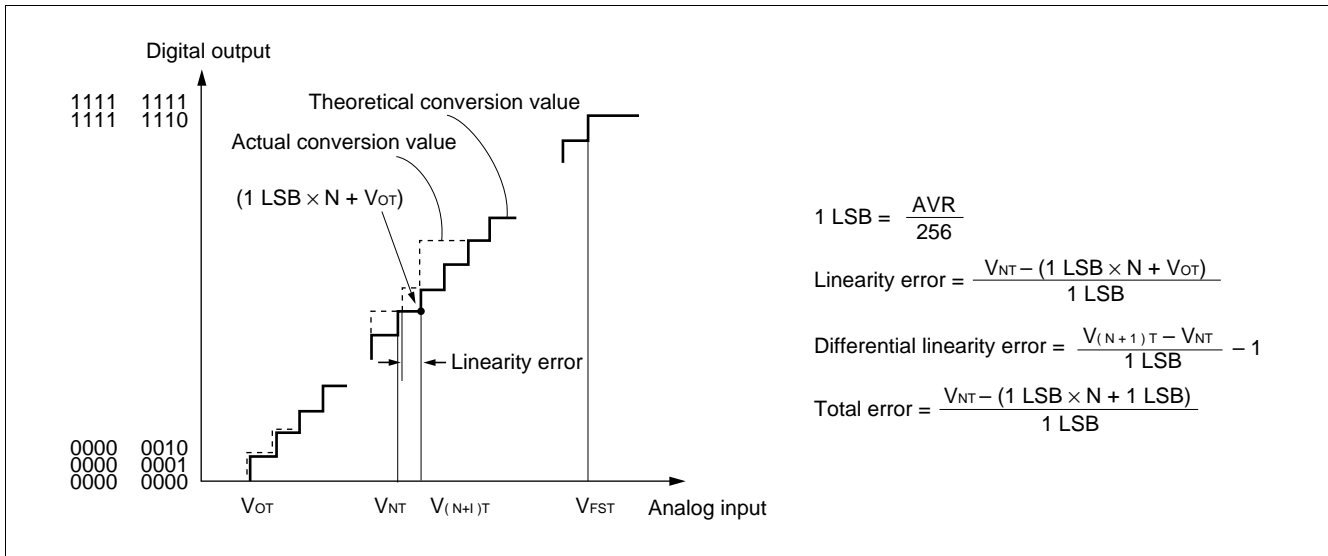 Digital output
1111 1111
1111 1110
Theoretical conversion value
Actual conversion value
(1 LSB × N + VOT)
Linearity error
0000 0010
0000 0001
0000 0000
VOT
VNT
V( N+I )T
VFST
Analog input
1 LSB = AVR / 256
Linearity error = VNT – (1 LSB × N + VOT) / 1 LSB
Differential linearity error = V( N + 1 ) T – VNT / 1 LSB – 1
Total error = VNT – (1 LSB × N + 1 LSB) / 1 LSB